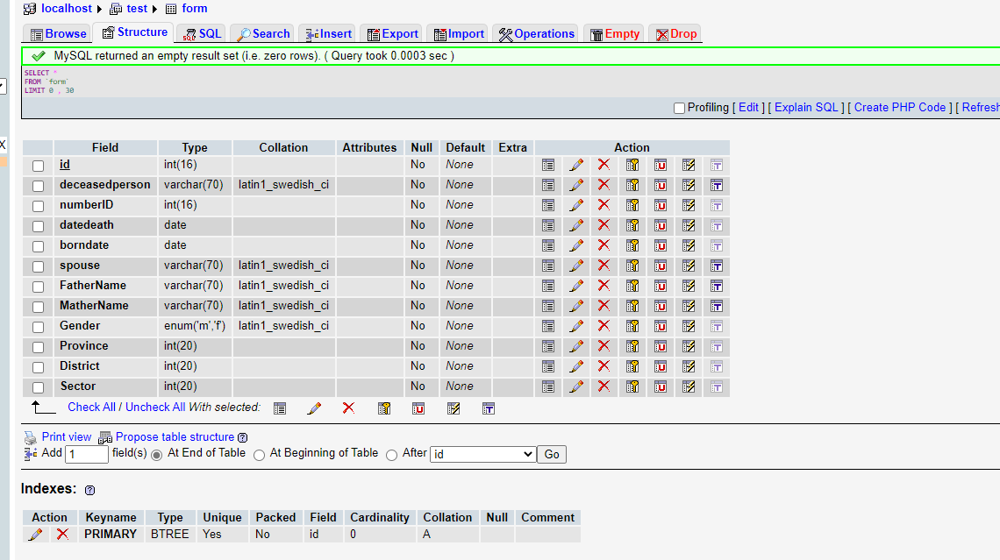 localhost test form
Browse Structure SQL Search Insert Export Import Operations Empty Drop
MySQL returned an empty result set (i.e. zero rows). ( Query took 0.0003 sec )
SELECT *
FROM `form`
LIMIT 0 , 30
Profiling [ Edit ] [ Explain SQL ] [ Create PHP Code ] [ Refresh
X
Field Type Collation Attributes Null Default Extra Action
id int(16) No None
deceasedperson varchar(70) latin1_swedish_ci No None
numberID int(16) No None
datedeath date No None
borndate date No None
spouse varchar(70) latin1_swedish_ci No None
FatherName varchar(70) latin1_swedish_ci No None
MatherName varchar(70) latin1_swedish_ci No None
Gender enum('m','f') latin1_swedish_ci No None
Province int(20) No None
District int(20) No None
Sector int(20) No None
Check All / Uncheck All With selected:
Print view Propose table structure
Add 1 field(s) At End of Table At Beginning of Table After id Go
Indexes:
Action Keyname Type Unique Packed Field Cardinality Collation Null Comment
PRIMARY BTREE Yes No id 0 A